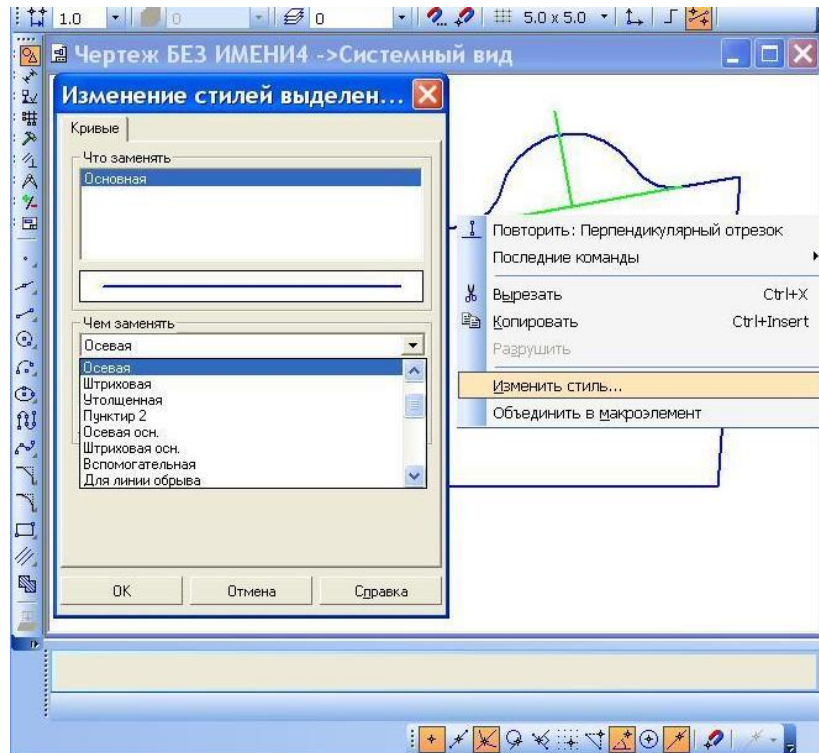 1.0 0 0 5.0 x 5.0
Чертеж БЕЗ ИМЕНИ4 ->Системный вид
Изменение стилей выделен...
Кривые
Что заменять
Основная
Чем заменять
Осевая
Осевая
Штриховая
Утолщенная
Пунктир 2
Осевая осн.
Штриховая осн.
Вспомогательная
Для линии обрыва
OK Отмена Справка
Повторить: Перпендикулярный отрезок
Последние команды
Вырезать Ctrl+X
Копировать Ctrl+Insert
Разрушить
Изменить стиль...
Объединить в макроэлемент